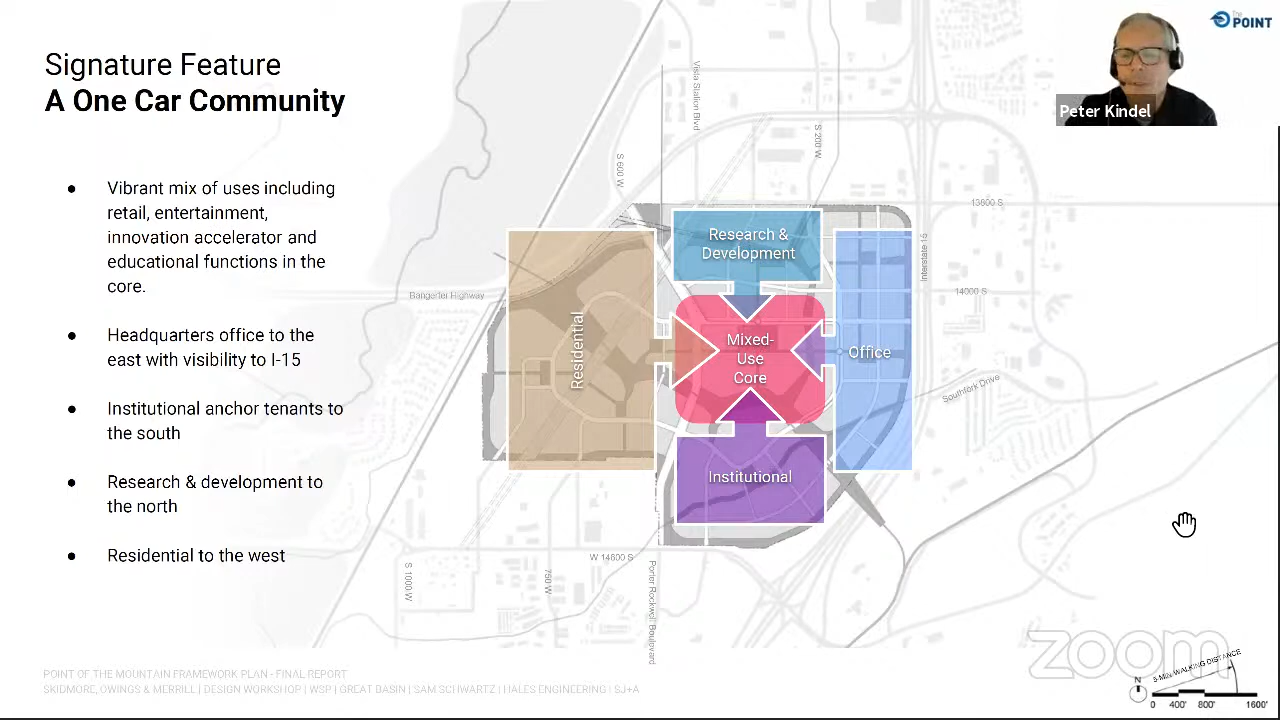 Signature Feature
A One Car Community
The
POINT
Peter Kindel
● Vibrant mix of uses including
retail, entertainment,
innovation accelerator and
educational functions in the
core.
● Headquarters office to the
east with visibility to I-15
● Institutional anchor tenants to
the south
● Research & development to
the north
● Residential to the west
Vista Station Blvd
S 600 W
S 200 W
13800 S
Interstate 15
14000 S
Bangerter Highway
Research &
Development
Residential
Mixed-
Use
Core
Office
Southfork Drive
Institutional
W 14600 S
S 1000 W
750 W
Porter Rockwell Boulevard
POINT OF THE MOUNTAIN FRAMEWORK PLAN - FINAL REPORT
SKIDMORE, OWINGS & MERRILL | DESIGN WORKSHOP | WSP | GREAT BASIN | SAM SCHWARTZ | HALES ENGINEERING | SJ+A
zoom
5-MIN WALKING DISTANCE
N
0 400' 800' 1600'